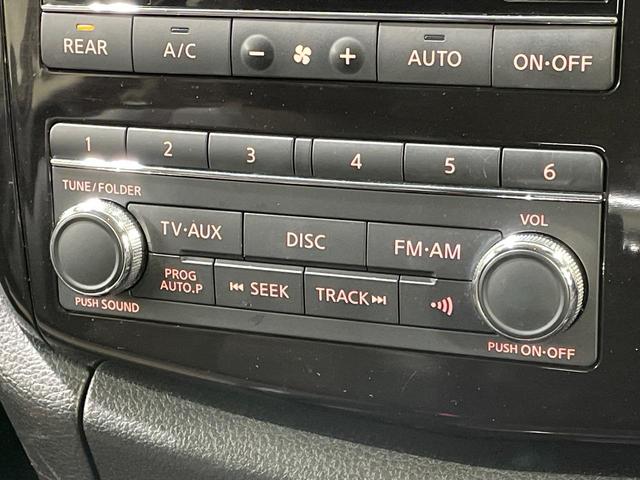 REAR A/C − + AUTO ON·OFF
1 2 3 4 5 6
TUNE/FOLDER VOL
TV·AUX DISC FM·AM
PROG
AUTO.P
⏮ SEEK TRACK ⏭
PUSH SOUND
PUSH ON·OFF